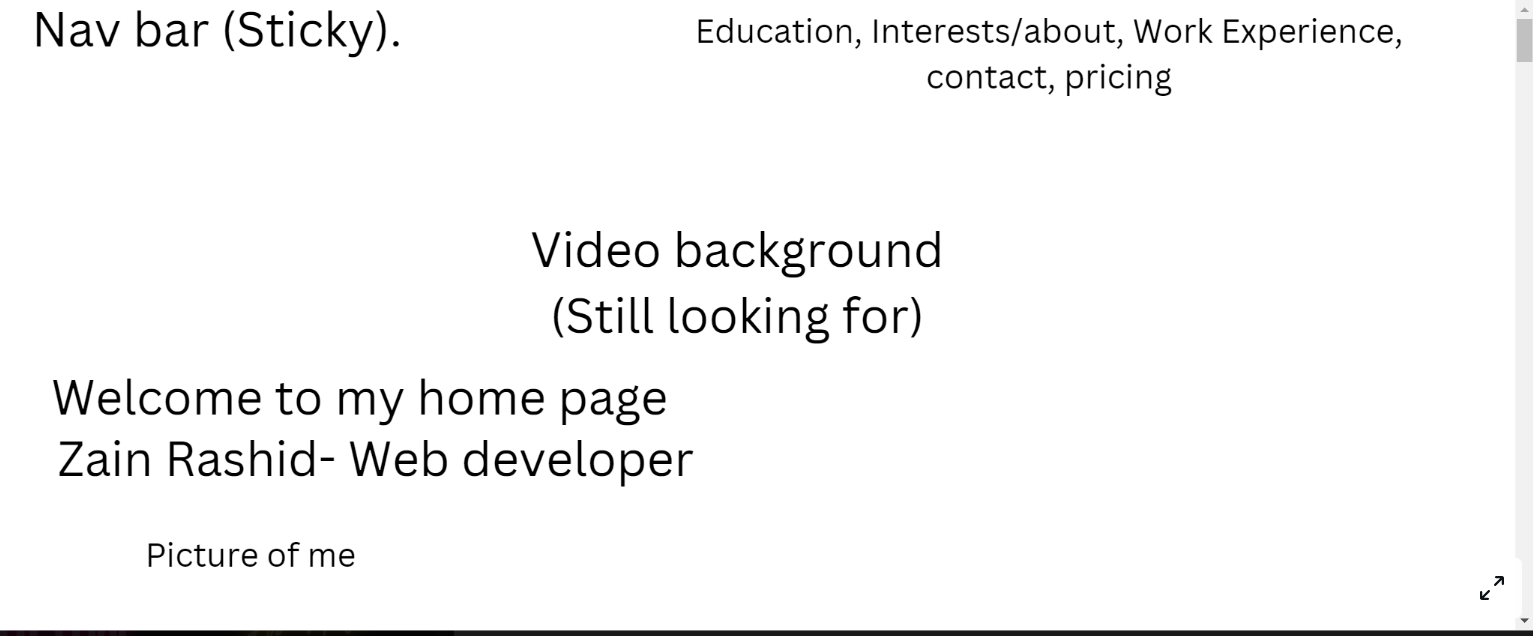 Nav bar (Sticky).
Education, Interests/about, Work Experience,
contact, pricing
Video background
(Still looking for)
Welcome to my home page
Zain Rashid- Web developer
Picture of me